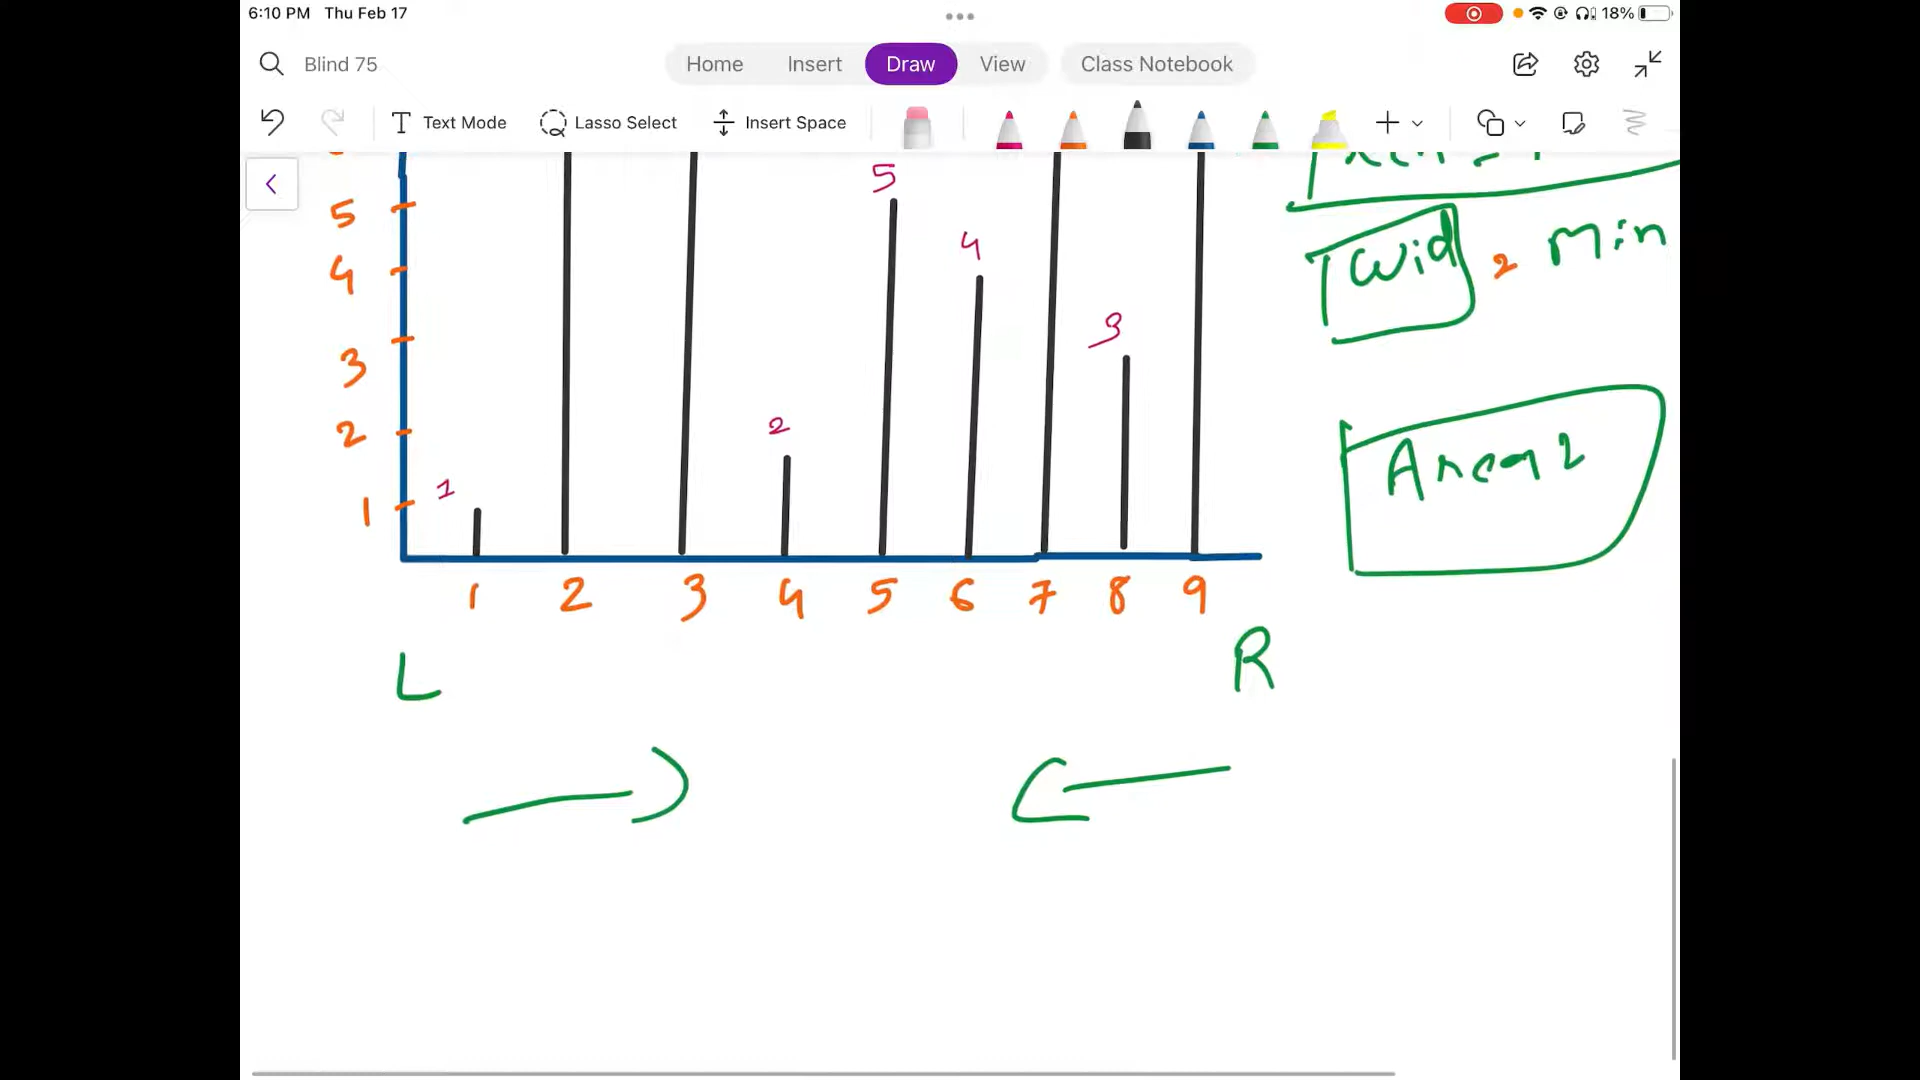 6:10 PM Thu Feb 17
18%
Blind 75
Home Insert Draw View Class Notebook
Text Mode Lasso Select Insert Space
5
5
4
4
Wid = Min
3
3
2
2
1
1
Area =
1 2 3 4 5 6 7 8 9
L R